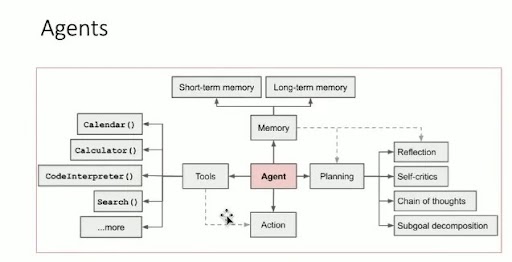 Agents
Short-term memory
Long-term memory
Memory
Calendar()
Calculator()
CodeInterpreter()
Search()
...more
Tools
Agent
Planning
Action
Reflection
Self-critics
Chain of thoughts
Subgoal decomposition